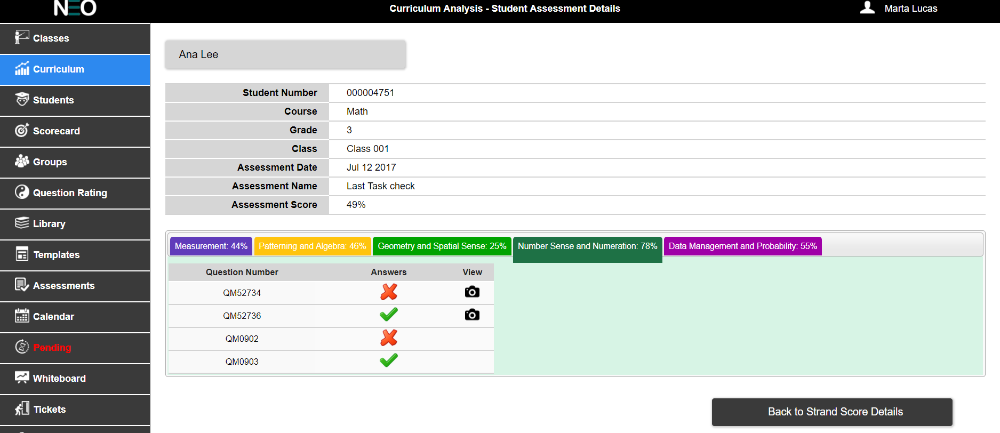 NEO
Curriculum Analysis - Student Assessment Details
Marta Lucas
Classes
Curriculum
Students
Scorecard
Groups
Question Rating
Library
Templates
Assessments
Calendar
Pending
Whiteboard
Tickets
Ana Lee
Student Number 000004751
Course Math
Grade 3
Class Class 001
Assessment Date Jul 12 2017
Assessment Name Last Task check
Assessment Score 49%
Measurement: 44% Patterning and Algebra: 46% Geometry and Spatial Sense: 25% Number Sense and Numeration: 78% Data Management and Probability: 55%
Question Number Answers View
QM52734
QM52736
QM0902
QM0903
Back to Strand Score Details